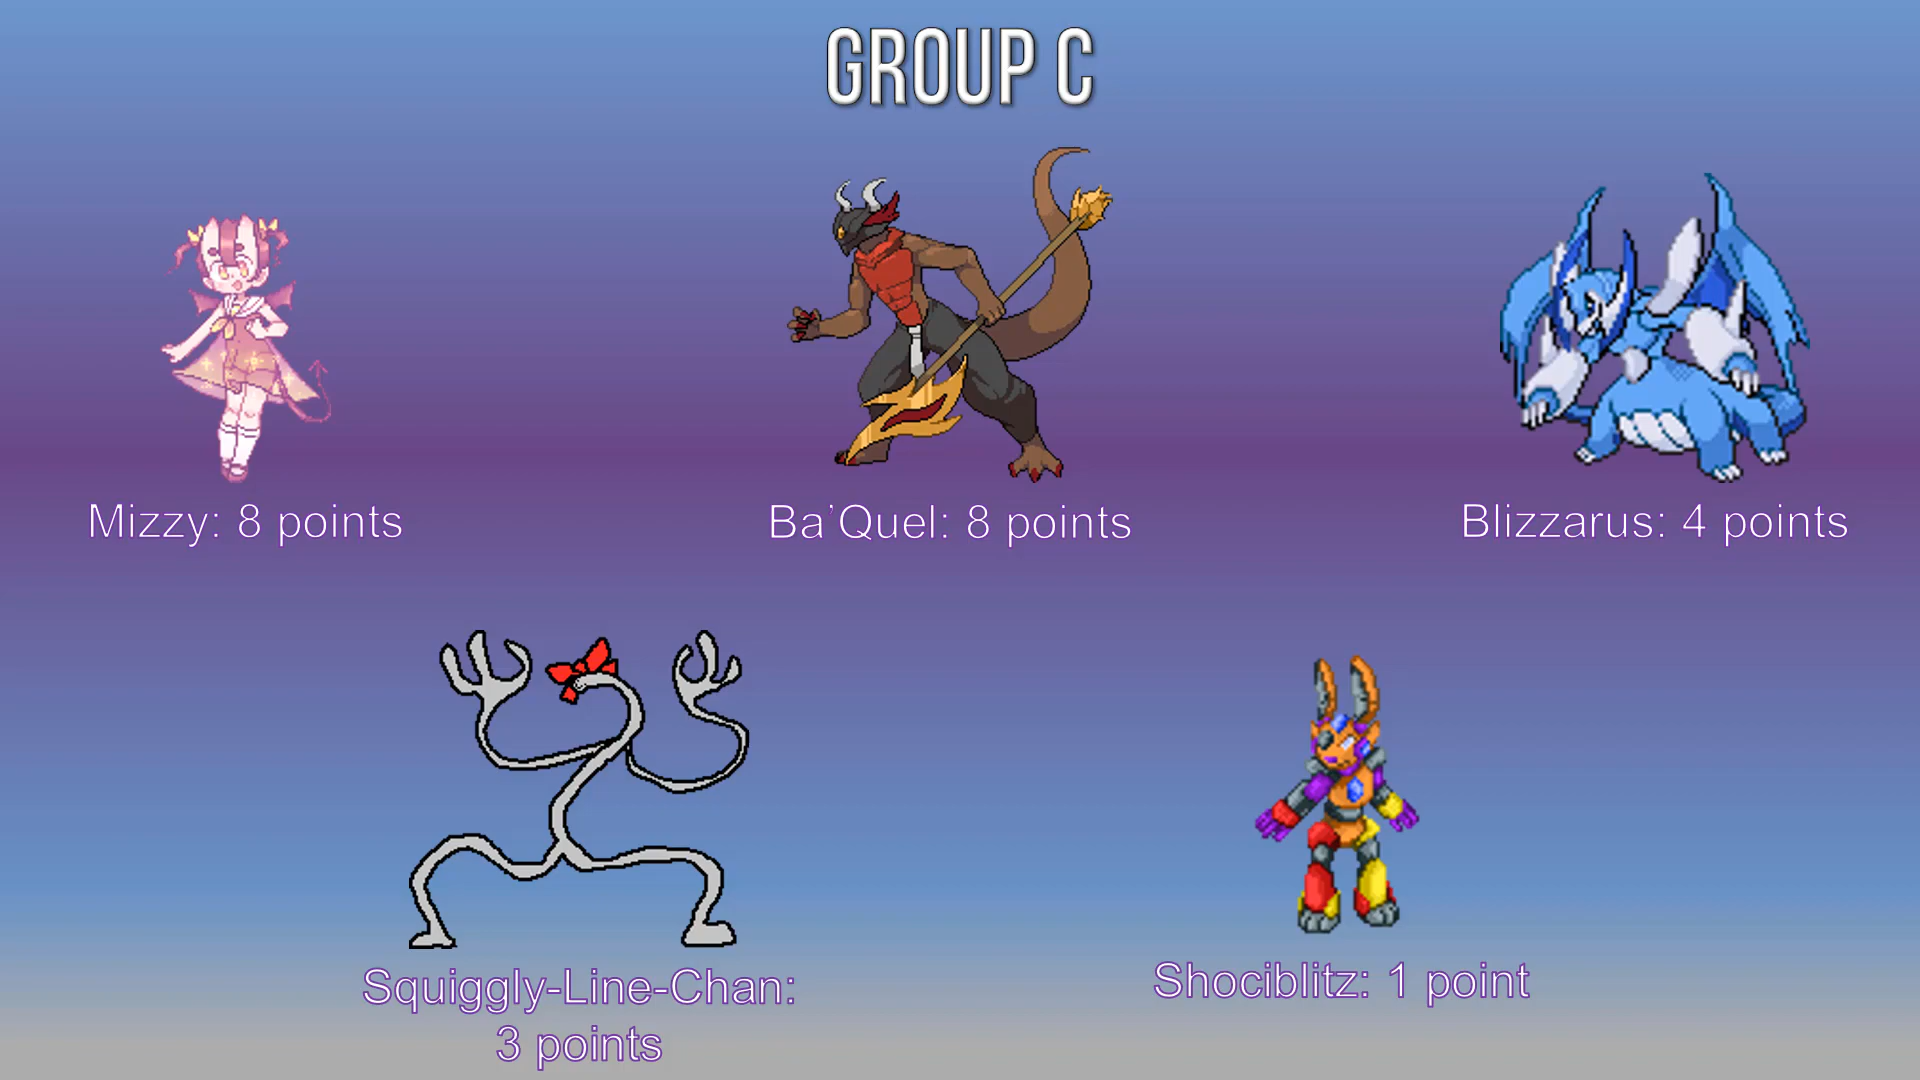 GROUP C
Mizzy: 8 points
Ba'Quel: 8 points
Blizzarus: 4 points
Squiggly-Line-Chan:
3 points
Shociblitz: 1 point